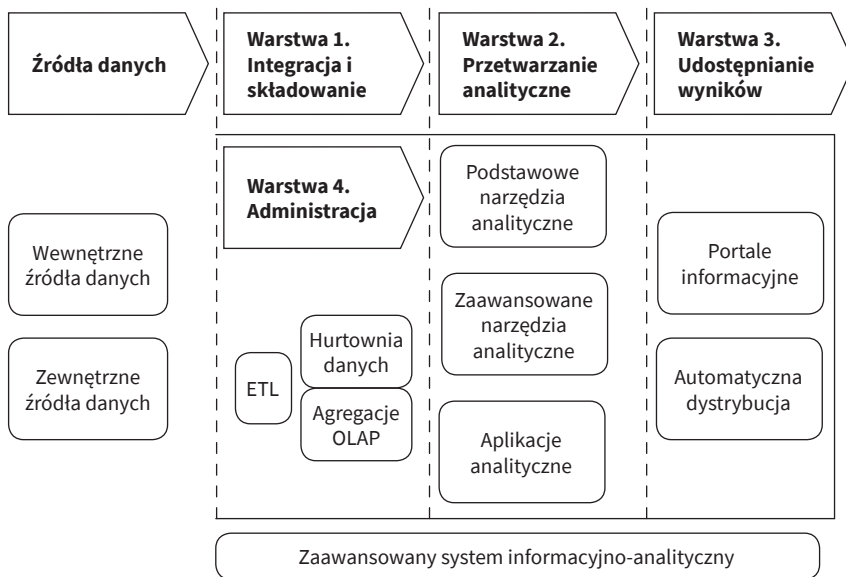 Źródła danych
Warstwa 1.
Integracja i
składowanie
Warstwa 2.
Przetwarzanie
analityczne
Warstwa 3.
Udostępnianie
wyników
Wewnętrzne
źródła danych
Zewnętrzne
źródła danych
Warstwa 4.
Administracja
ETL
Hurtownia
danych
Agregacje
OLAP
Podstawowe
narzędzia
analityczne
Zaawansowane
narzędzia
analityczne
Aplikacje
analityczne
Portale
informacyjne
Automatyczna
dystrybucja
Zaawansowany system informacyjno-analityczny